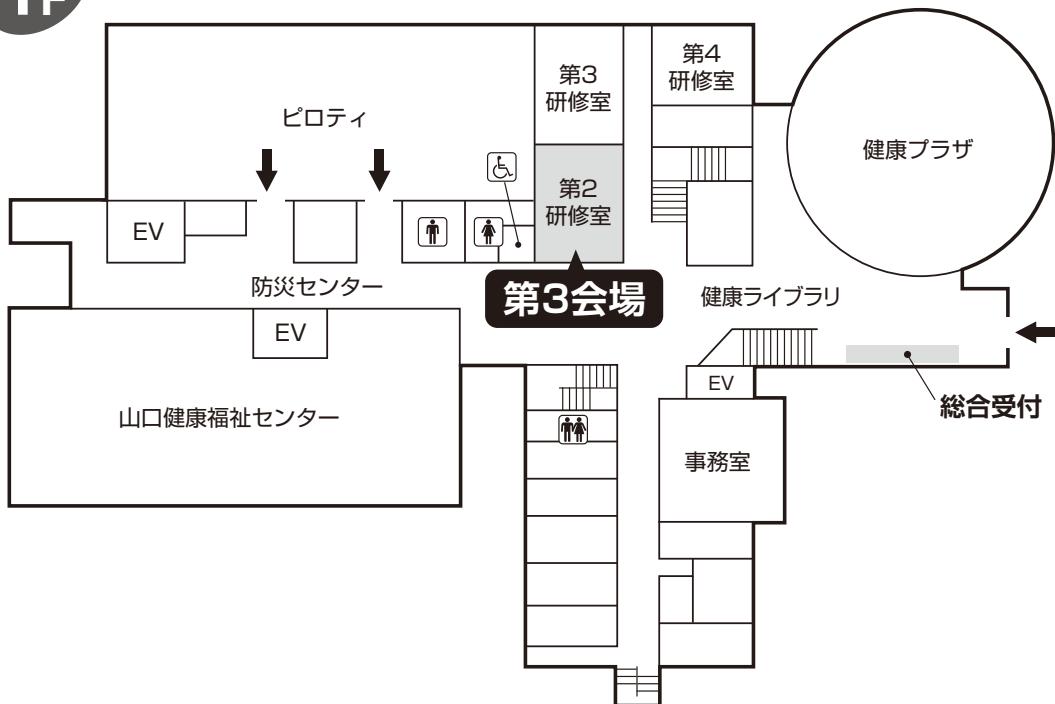 1F
第3
研修室
第4
研修室
ピロティ
健康プラザ
第2
研修室
EV
防災センター
第3会場
健康ライブラリ
EV
EV
総合受付
山口健康福祉センター
事務室